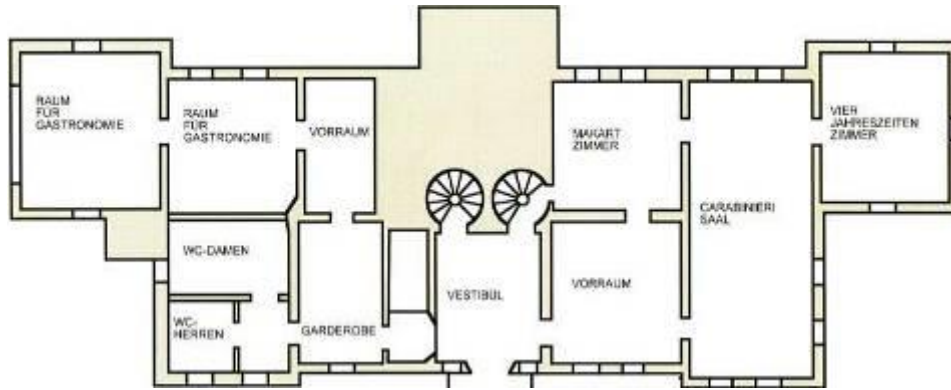 RAUM
FÜR
GASTRONOMIE
RAUM
FÜR
GASTRONOMIE
VORRAUM
MAKART
ZIMMER
VIER
JAHRESZEITEN
ZIMMER
CARABINIERI
SAAL
WC-DAMEN
VESTIBÜL
VORRAUM
WC-
HERREN
GARDEROBE